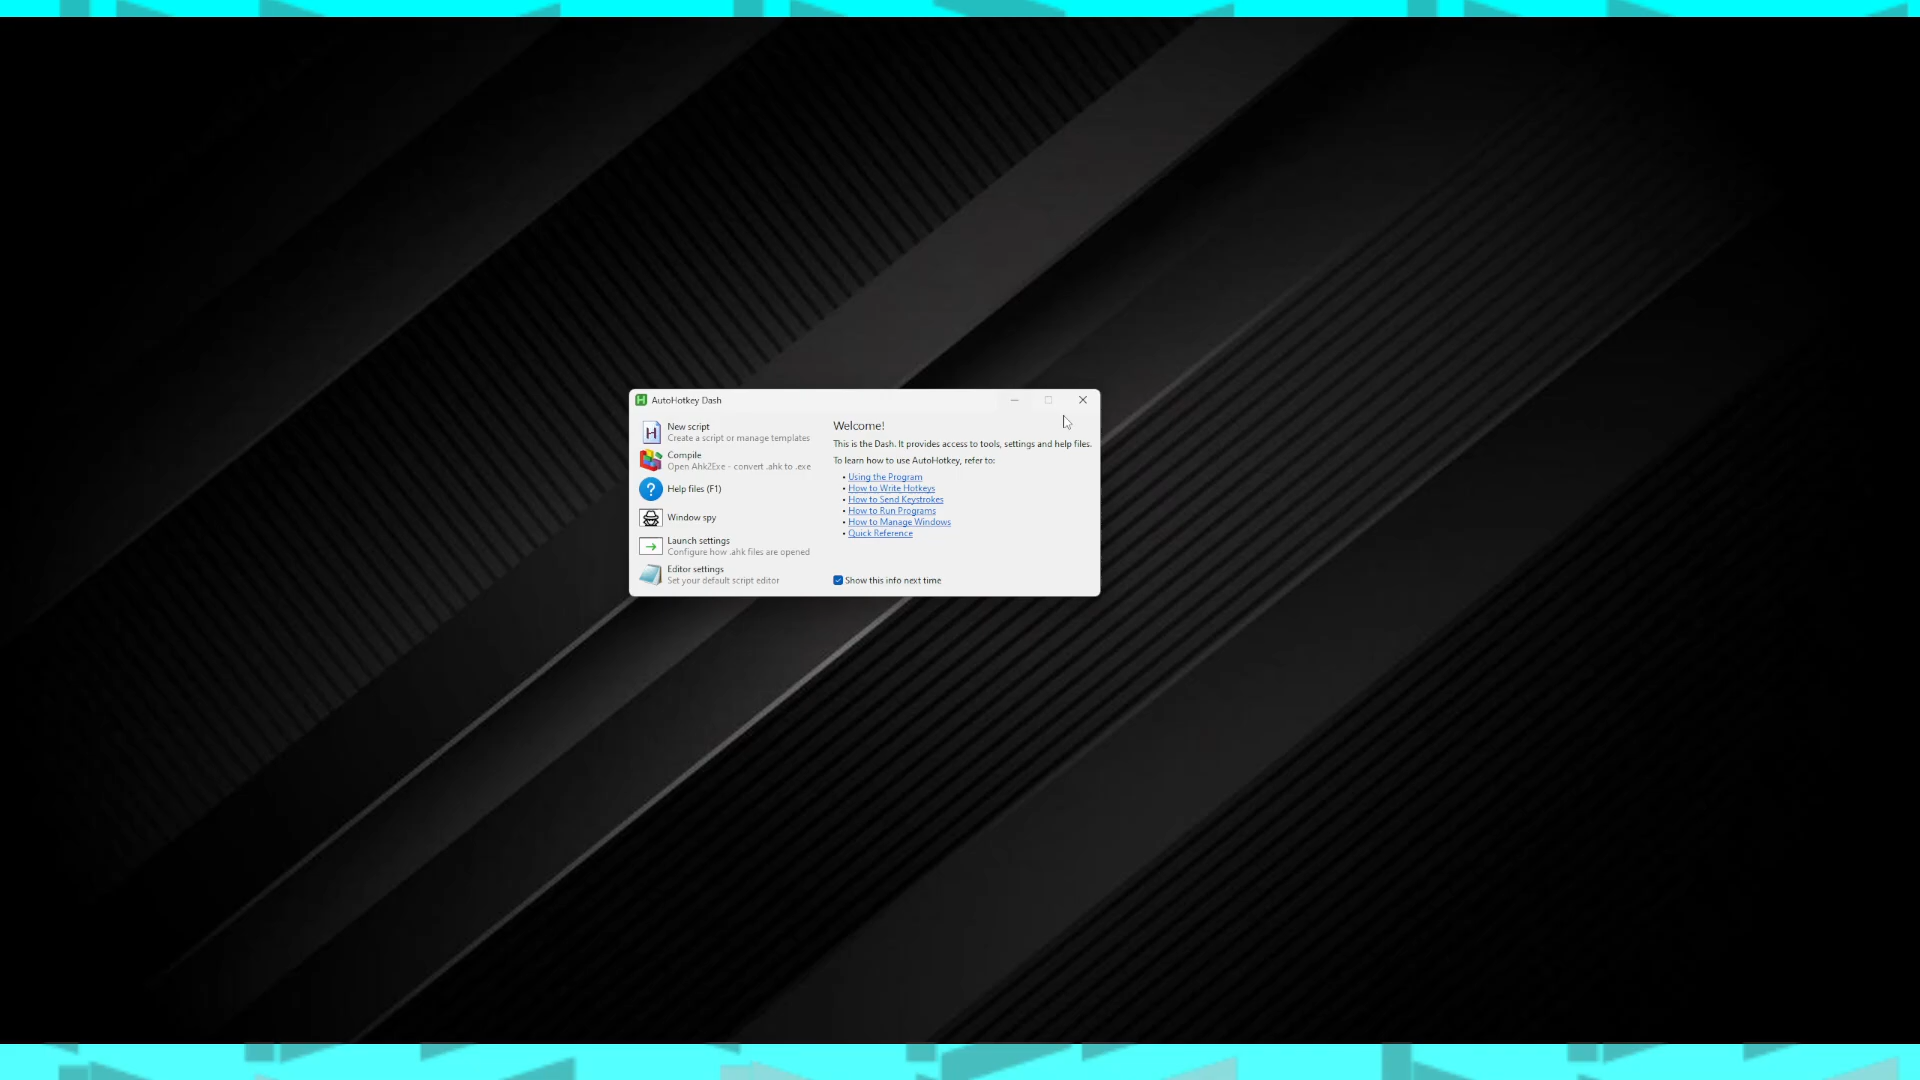 AutoHotkey Dash
New script
Create a script or manage templates
Compile
Open Ahk2Exe - convert .ahk to .exe
Help files (F1)
Window spy
Launch settings
Configure how .ahk files are opened
Editor settings
Set your default script editor
Welcome!
This is the Dash. It provides access to tools, settings and help files.
To learn how to use AutoHotkey, refer to:
• Using the Program
• How to Write Hotkeys
• How to Send Keystrokes
• How to Run Programs
• How to Manage Windows
• Quick Reference
Show this info next time